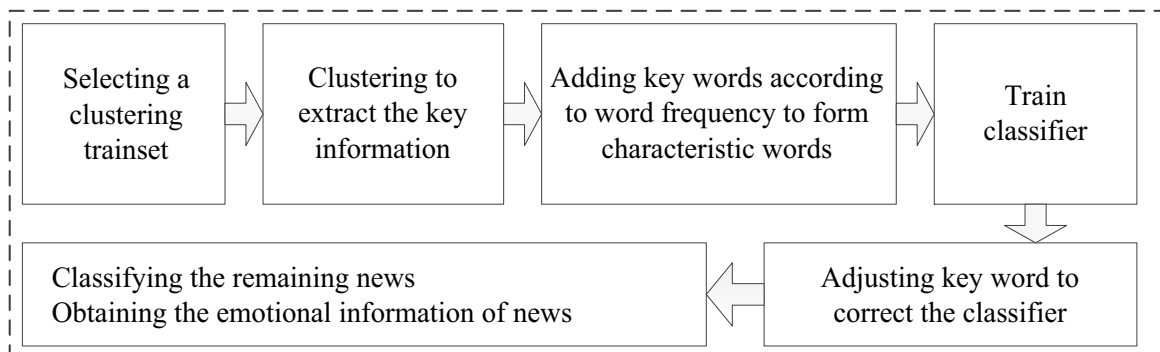 Selecting a
clustering
trainset
Clustering to
extract the key
information
Adding key words according
to word frequency to form
characteristic words
Train
classifier
Adjusting key word to
correct the classifier
Classifying the remaining news
Obtaining the emotional information of news